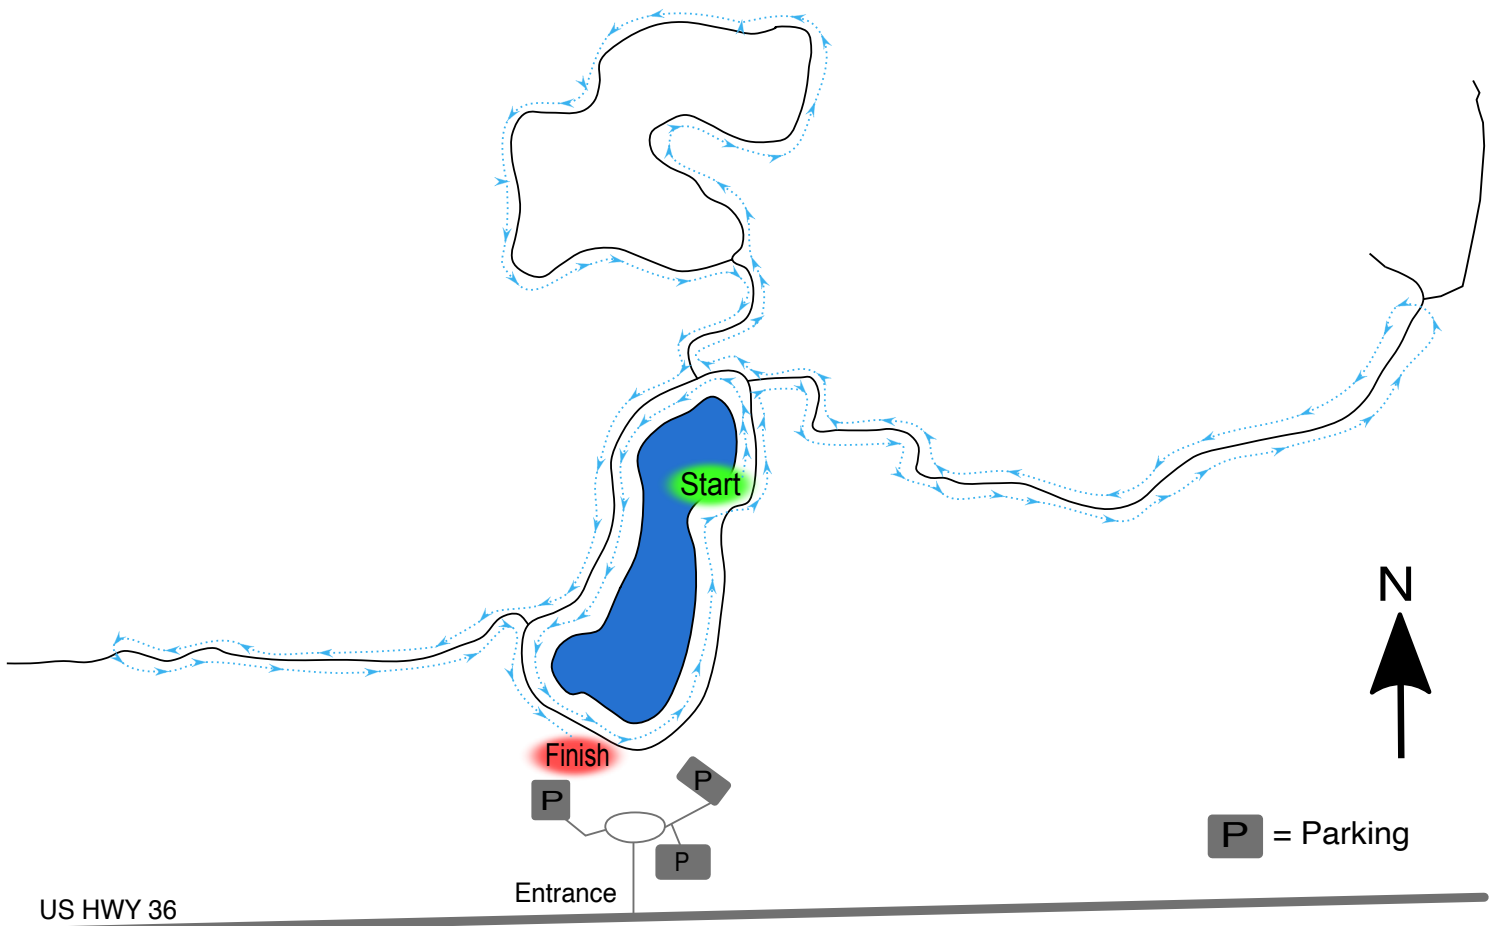 Start
N
Finish
P
P
P
P = Parking
Entrance
US HWY 36